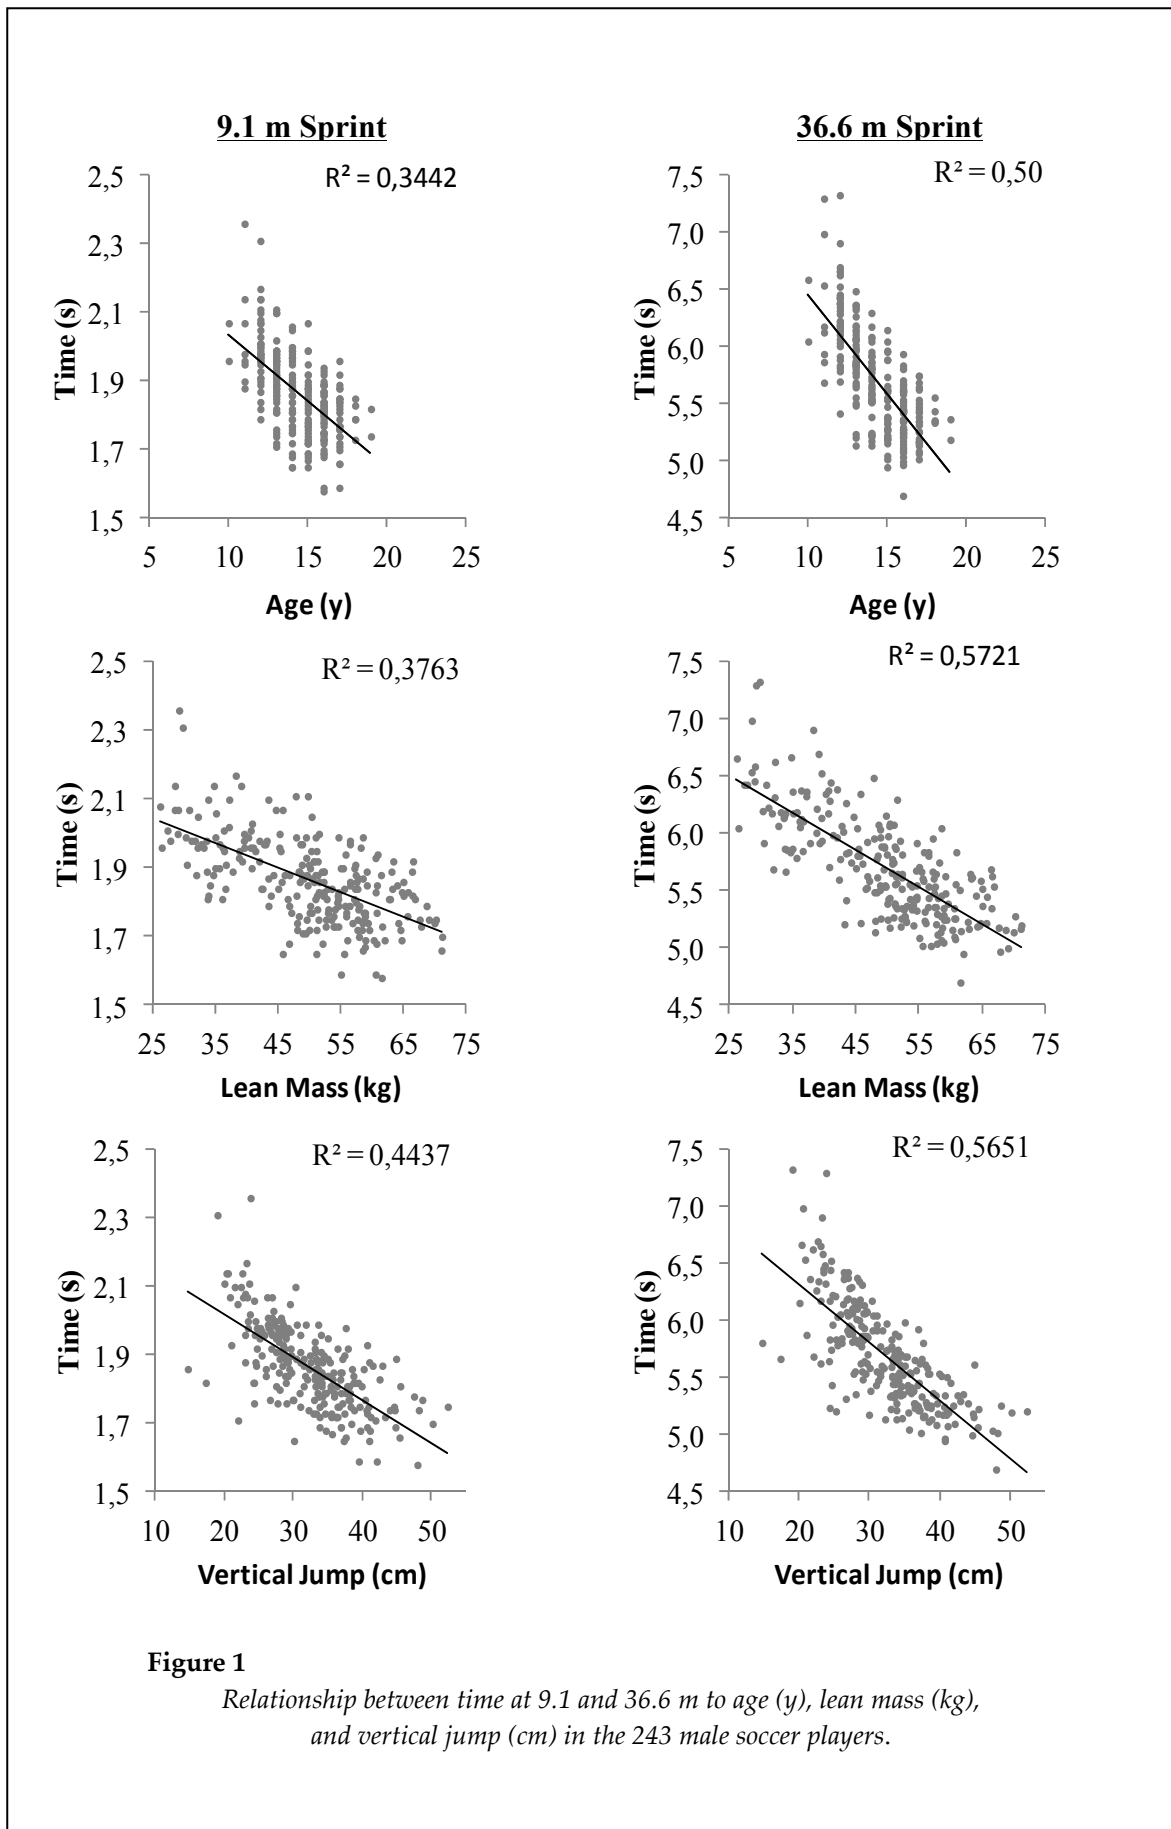 9.1 m Sprint
36.6 m Sprint
R² = 0,3442
2,5
2,3
2,1
1,9
1,7
1,5
Time (s)
5 10 15 20 25
Age (y)
R² = 0,50
7,5
7,0
6,5
6,0
5,5
5,0
4,5
Time (s)
5 10 15 20 25
Age (y)
R² = 0,3763
2,5
2,3
2,1
1,9
1,7
1,5
Time (s)
25 35 45 55 65 75
Lean Mass (kg)
R² = 0,5721
7,5
7,0
6,5
6,0
5,5
5,0
4,5
Time (s)
25 35 45 55 65 75
Lean Mass (kg)
R² = 0,4437
2,5
2,3
2,1
1,9
1,7
1,5
Time (s)
10 20 30 40 50
Vertical Jump (cm)
R² = 0,5651
7,5
7,0
6,5
6,0
5,5
5,0
4,5
Time (s)
10 20 30 40 50
Vertical Jump (cm)
Figure 1
Relationship between time at 9.1 and 36.6 m to age (y), lean mass (kg),
and vertical jump (cm) in the 243 male soccer players.